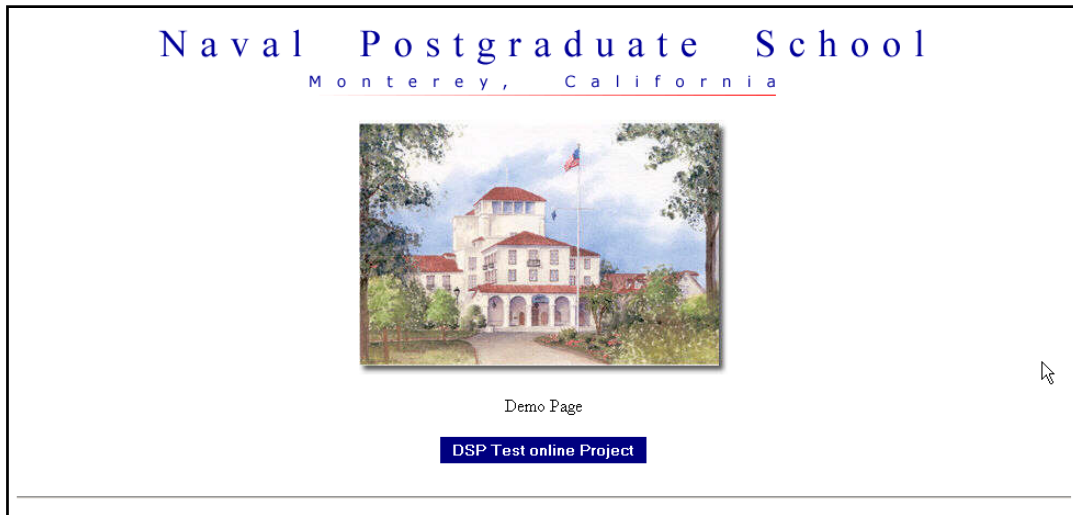 Naval Postgraduate School
Monterey, California
Demo Page
DSP Test online Project